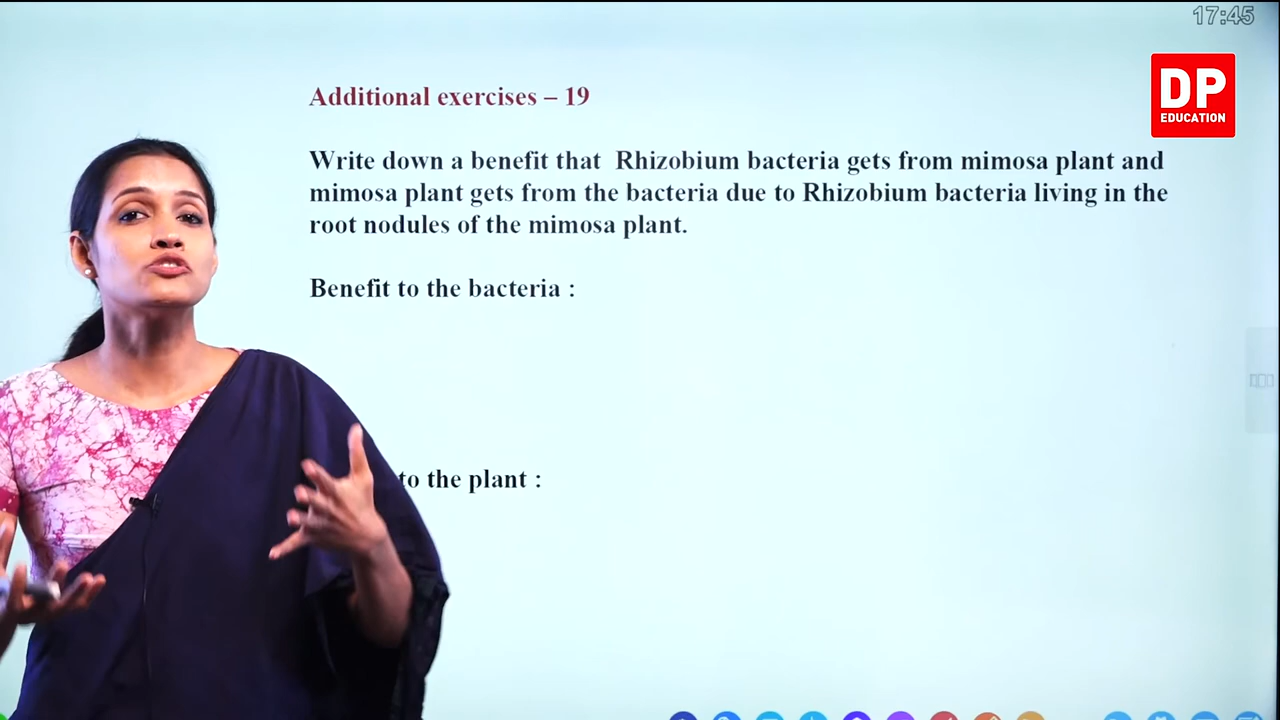 17:45
DP
EDUCATION
Additional exercises – 19
Write down a benefit that  Rhizobium bacteria gets from mimosa plant and
mimosa plant gets from the bacteria due to Rhizobium bacteria living in the
root nodules of the mimosa plant.
Benefit to the bacteria :
to the plant :